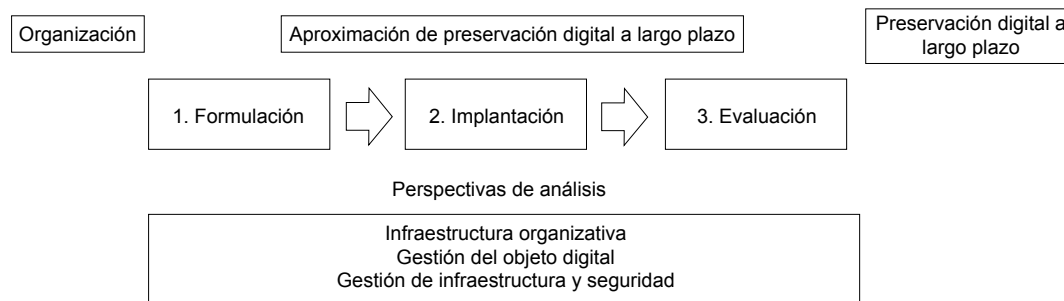 Organización
Aproximación de preservación digital a largo plazo
Preservación digital a
largo plazo
1. Formulación
2. Implantación
3. Evaluación
Perspectivas de análisis
Infraestructura organizativa
Gestión del objeto digital
Gestión de infraestructura y seguridad